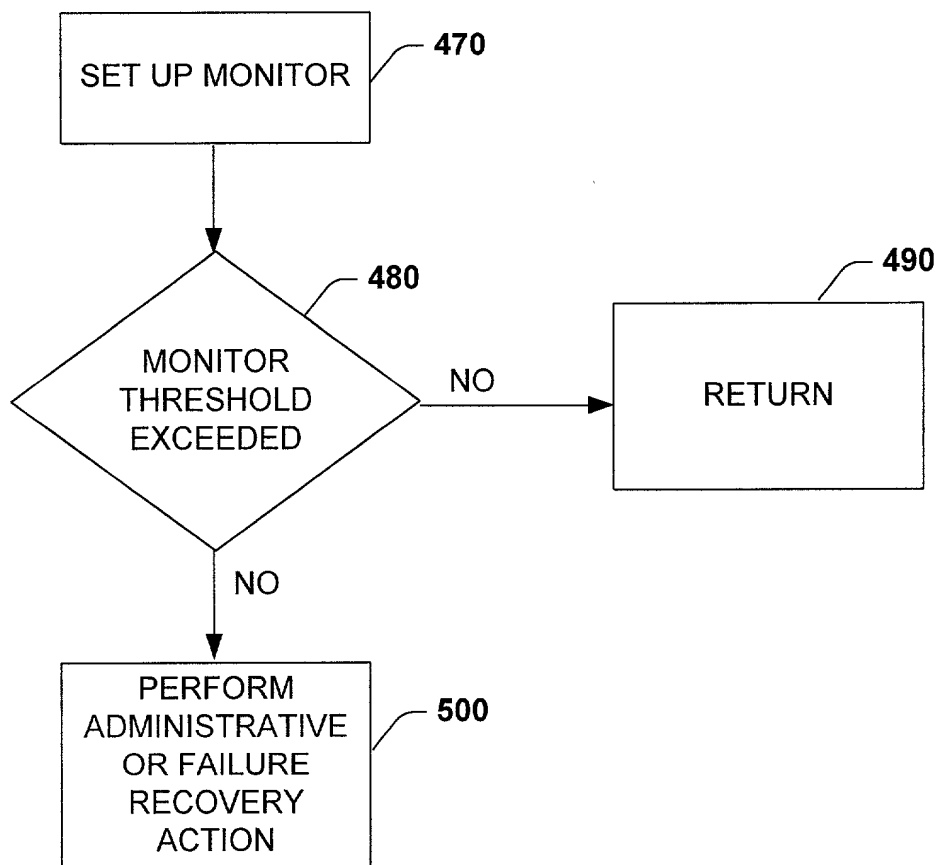 470
SET UP MONITOR
480
490
MONITOR
THRESHOLD
EXCEEDED
NO
RETURN
NO
500
PERFORM
ADMINISTRATIVE
OR FAILURE
RECOVERY
ACTION